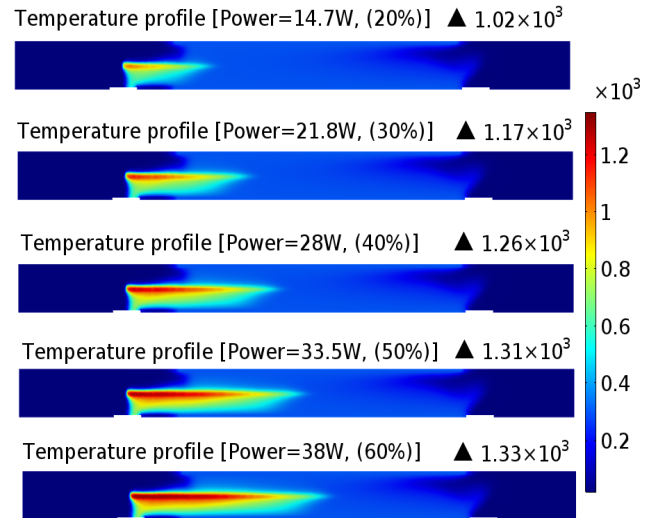 Temperature profile [Power=14.7W, (20%)] ▲ 1.02×10³
×10³
Temperature profile [Power=21.8W, (30%)] ▲ 1.17×10³
1.2
1
Temperature profile [Power=28W, (40%)] ▲ 1.26×10³
0.8
0.6
Temperature profile [Power=33.5W, (50%)] ▲ 1.31×10³
0.4
Temperature profile [Power=38W, (60%)] ▲ 1.33×10³
0.2